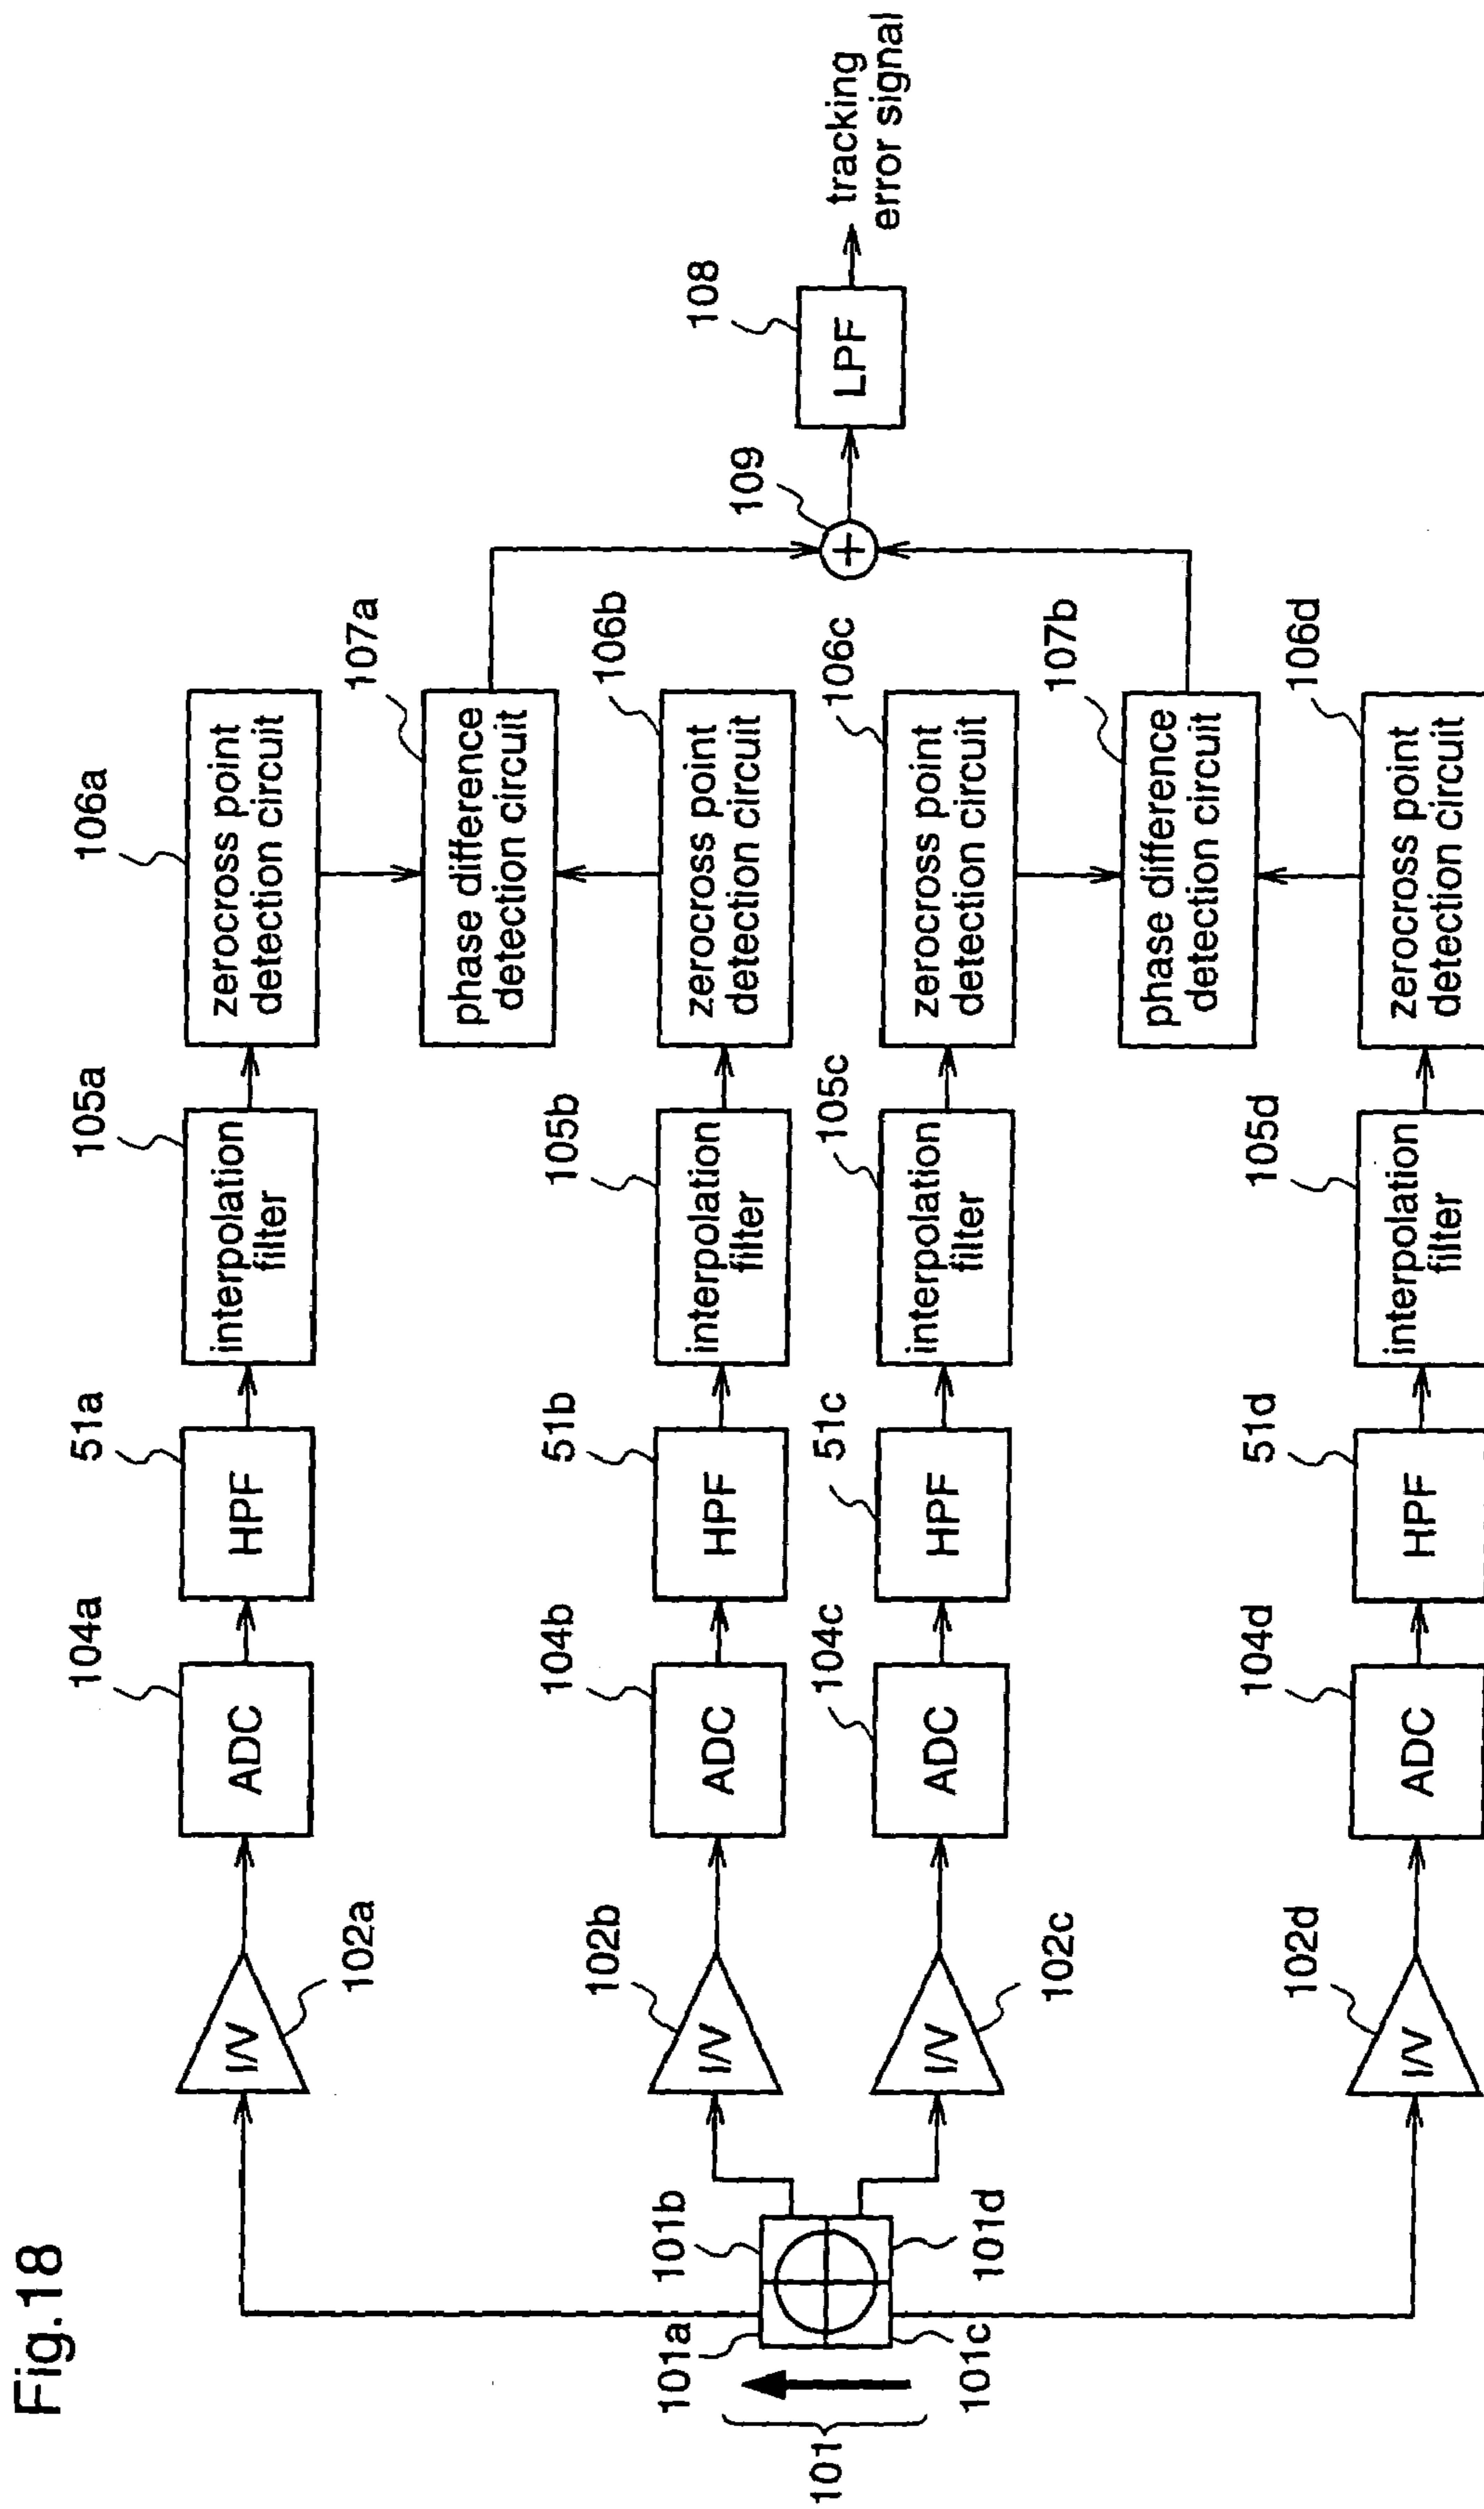 Fig.18
101
101a
101b
101c
101d
102a
I/V
104a
ADC
51a
HPF
105a
interpolation
filter
106a
zerocross point
detection circuit
107a
phase difference
detection circuit
102b
I/V
104b
ADC
51b
HPF
105b
interpolation
filter
106b
zerocross point
detection circuit
109
+
108
LPF
tracking
error signal
102c
I/V
104c
ADC
51c
HPF
105c
interpolation
filter
106c
zerocross point
detection circuit
107b
phase difference
detection circuit
102d
I/V
104d
ADC
51d
HPF
105d
interpolation
filter
106d
zerocross point
detection circuit